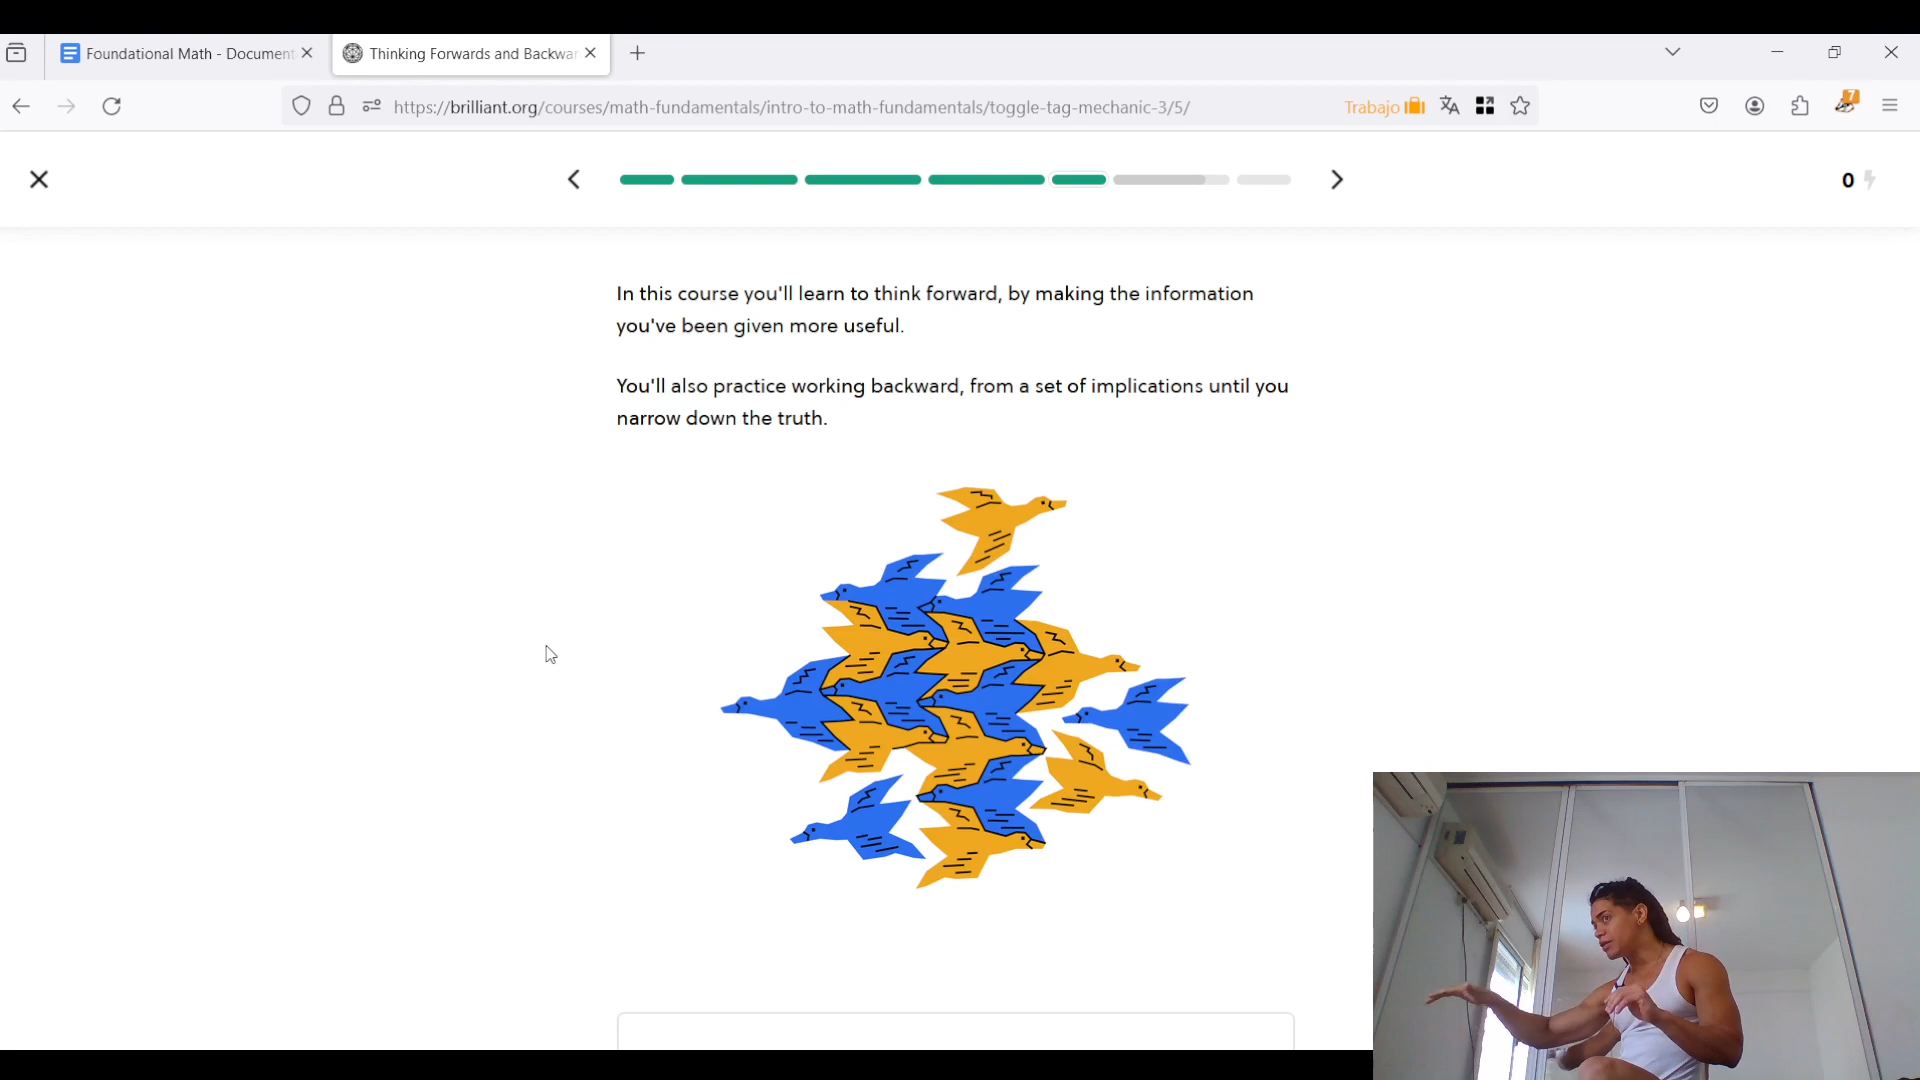 Foundational Math - Document
Thinking Forwards and Backwar
https://brilliant.org/courses/math-fundamentals/intro-to-math-fundamentals/toggle-tag-mechanic-3/5/
Trabajo
7
0
In this course you'll learn to think forward, by making the information
you've been given more useful.
You'll also practice working backward, from a set of implications until you
narrow down the truth.